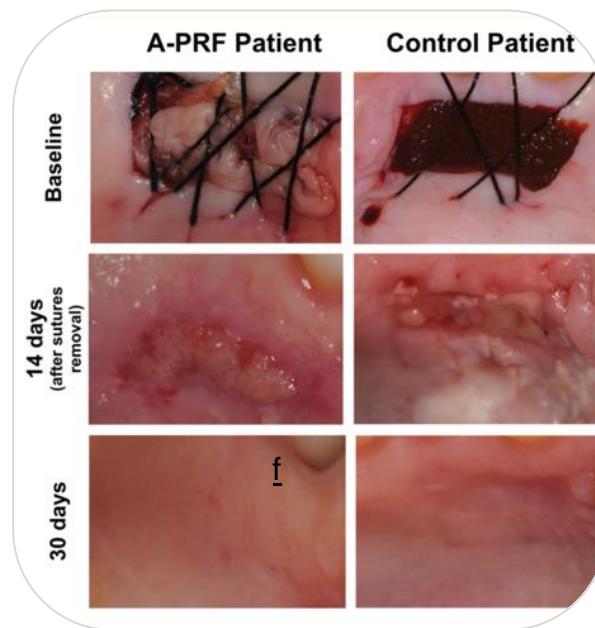 A-PRF Patient
Control Patient
Baseline
14 days
(after sutures
removal)
f
30 days